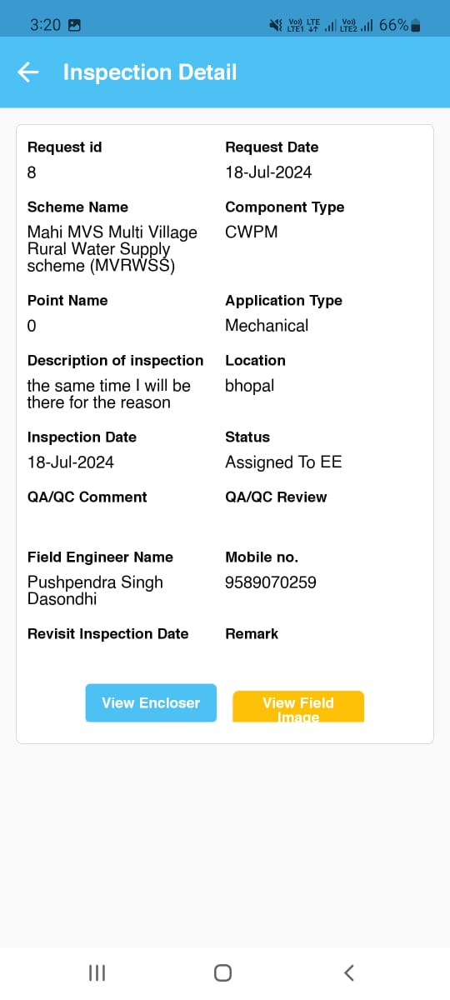 3:20
Vo)) LTE LTE1 Vo)) LTE2 66%
Inspection Detail
Request id
Request Date
8
18-Jul-2024
Scheme Name
Component Type
Mahi MVS Multi Village
Rural Water Supply
scheme (MVRWSS)
CWPM
Point Name
Application Type
0
Mechanical
Description of inspection
Location
the same time I will be
there for the reason
bhopal
Inspection Date
Status
18-Jul-2024
Assigned To EE
QA/QC Comment
QA/QC Review
Field Engineer Name
Mobile no.
Pushpendra Singh
Dasondhi
9589070259
Revisit Inspection Date
Remark
View Encloser
View Field
Image